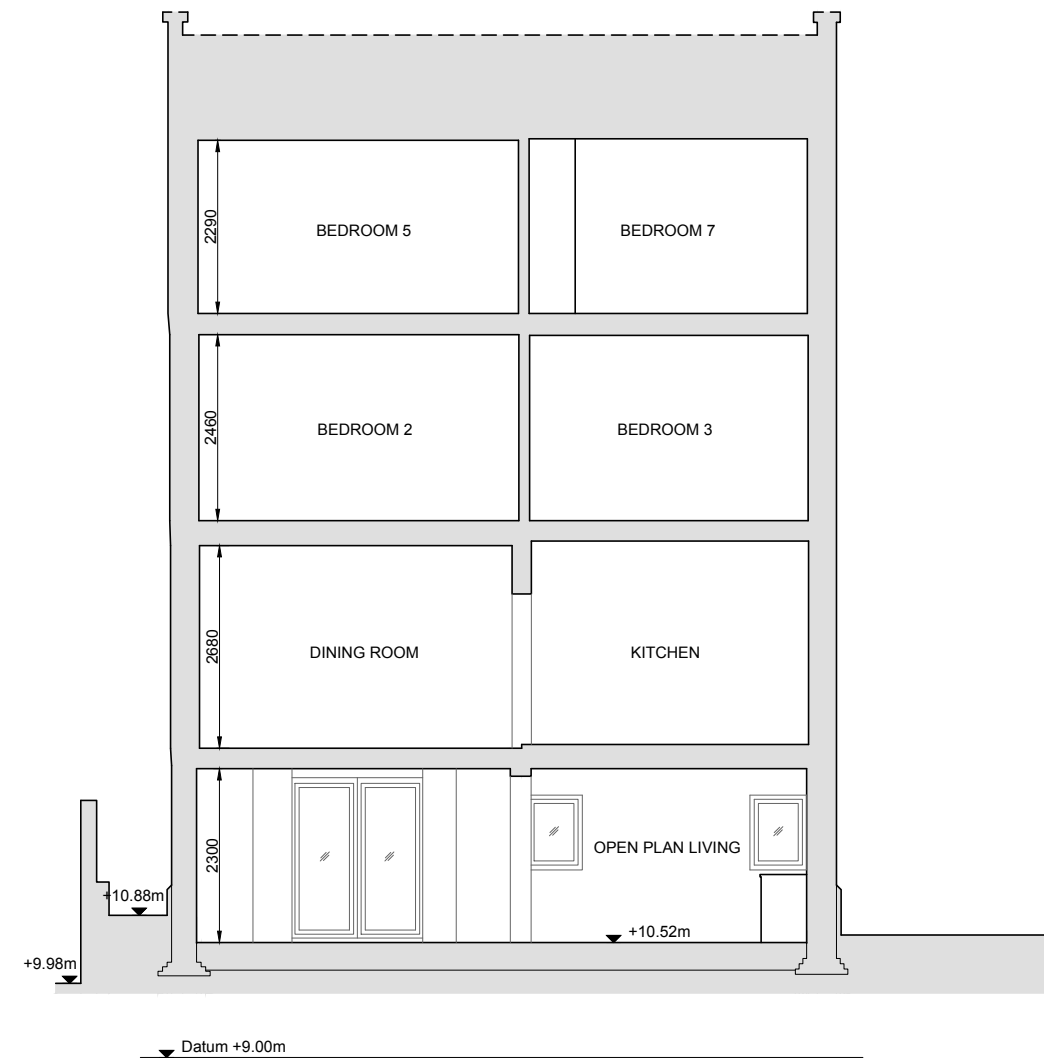 2290
BEDROOM 5
BEDROOM 7
2460
BEDROOM 2
BEDROOM 3
2680
DINING ROOM
KITCHEN
2300
OPEN PLAN LIVING
+10.88m
+10.52m
+9.98m
Datum +9.00m